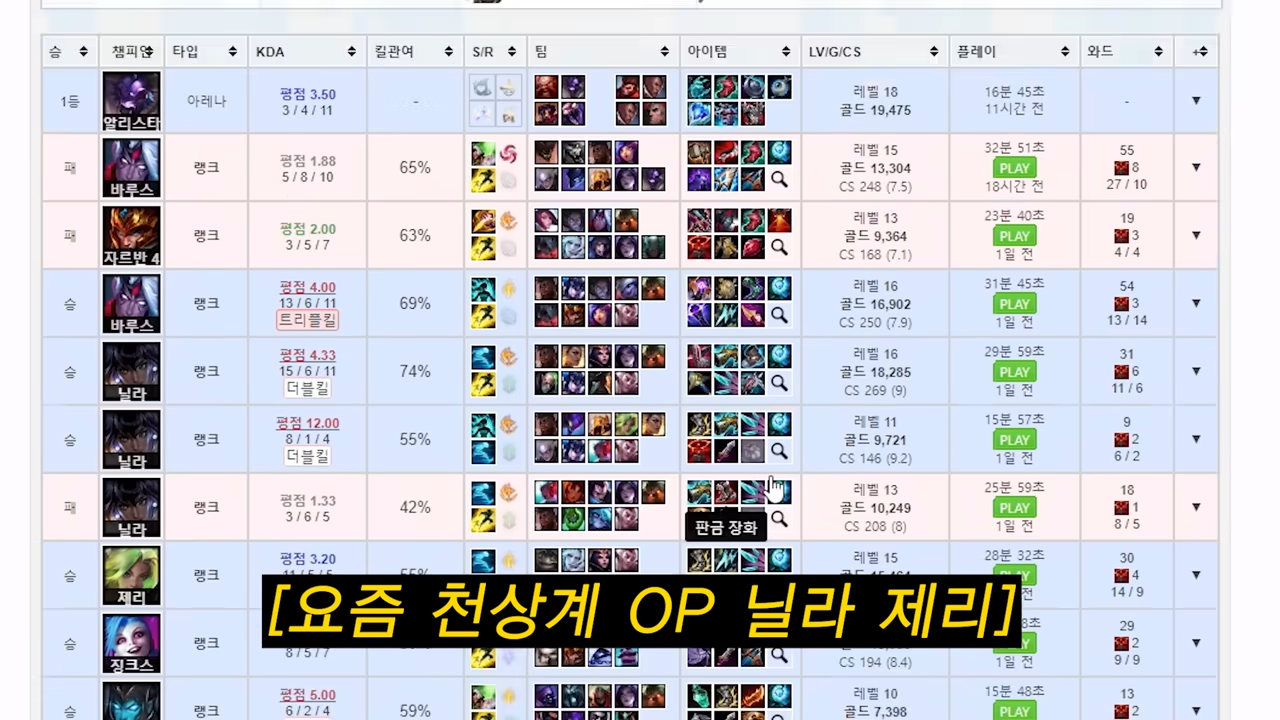 승 챔피언 타입 KDA 킬관여 S/R 팀 아이템 LV/G/CS 플레이 와드 +
1등 알리스타 아레나 평점 3.50 3 / 4 / 11 - 레벨 18 골드 19,475 16분 45초 11시간 전 -
패 바루스 랭크 평점 1.88 5 / 8 / 10 65% 레벨 15 골드 13,304 CS 248 (7.5) 32분 51초 PLAY 18시간 전 55 8 27 / 10
패 자르반 4 랭크 평점 2.00 3 / 5 / 7 63% 레벨 13 골드 9,364 CS 168 (7.1) 23분 40초 PLAY 1일 전 19 3 4 / 4
승 바루스 랭크 평점 4.00 13 / 6 / 11 트리플킬 69% 레벨 16 골드 16,902 CS 250 (7.9) 31분 45초 PLAY 1일 전 54 3 13 / 14
승 닐라 랭크 평점 4.33 15 / 6 / 11 더블킬 74% 레벨 16 골드 18,285 CS 269 (9) 29분 59초 PLAY 1일 전 31 6 11 / 6
승 닐라 랭크 평점 12.00 8 / 1 / 4 더블킬 55% 레벨 11 골드 9,721 CS 146 (9.2) 15분 57초 PLAY 1일 전 9 2 6 / 2
패 닐라 랭크 평점 1.33 3 / 6 / 5 42% 판금 장화 레벨 13 골드 10,249 CS 208 (8) 25분 59초 PLAY 1일 전 18 1 8 / 5
승 제리 랭크 평점 3.20 레벨 15 28분 32초 30 4 14 / 9
[요즘 천상계 OP 닐라 제리]
승 징크스 랭크 8 / 5 / 7 CS 194 (8.4) 1일 전 29 2 9 / 9
승 랭크 평점 5.00 6 / 2 / 4 59% 레벨 10 골드 7,398 15분 48초 PLAY 13 2